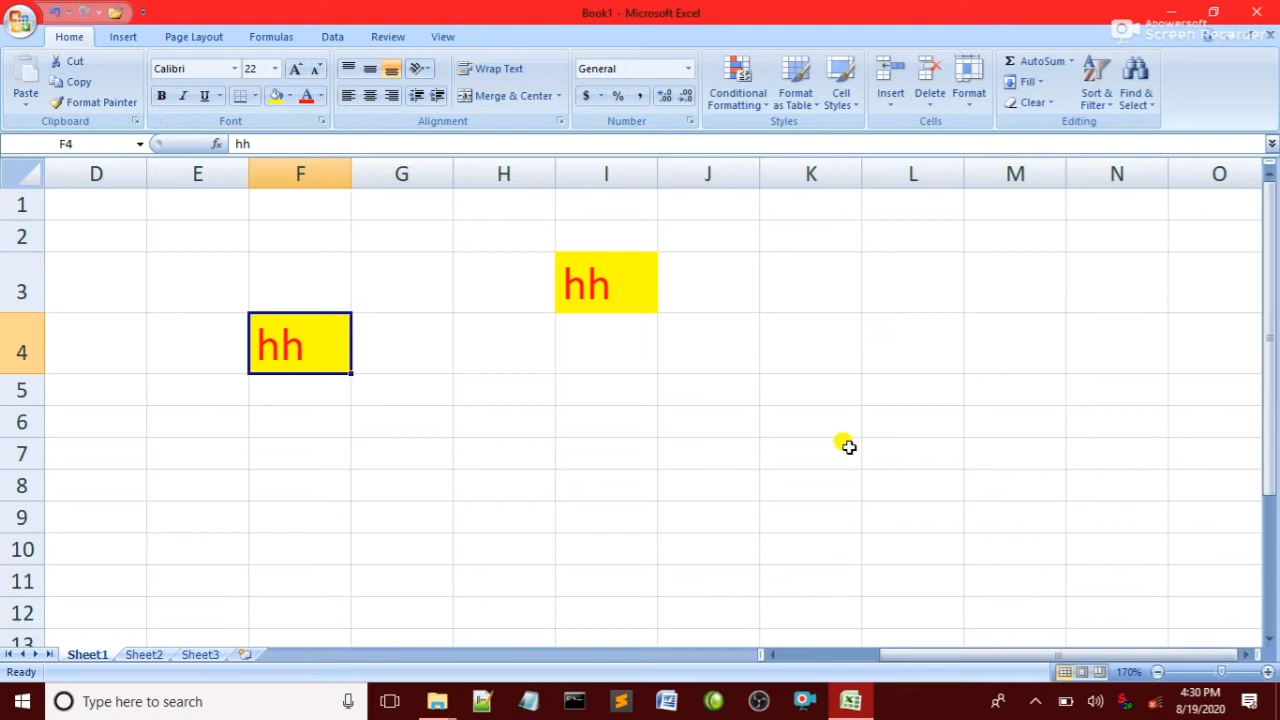 Book1 - Microsoft Excel
Apowersoft
Screen Recorder
Home Insert Page Layout Formulas Data Review View
Paste
Cut
Copy
Format Painter
Clipboard
Calibri 22
B I U A
Font
Wrap Text
Merge & Center
Alignment
General
$ % ,
Number
Conditional Formatting
Format as Table
Cell Styles
Styles
Insert Delete Format
Cells
Σ AutoSum
Fill
Clear
Sort & Filter
Find & Select
Editing
F4 fx hh
D E F G H I J K L M N O
1
2
3 hh
4 hh
5
6
7
8
9
10
11
12
13
Sheet1 Sheet2 Sheet3
Ready 170%
Type here to search
4:30 PM
8/19/2020